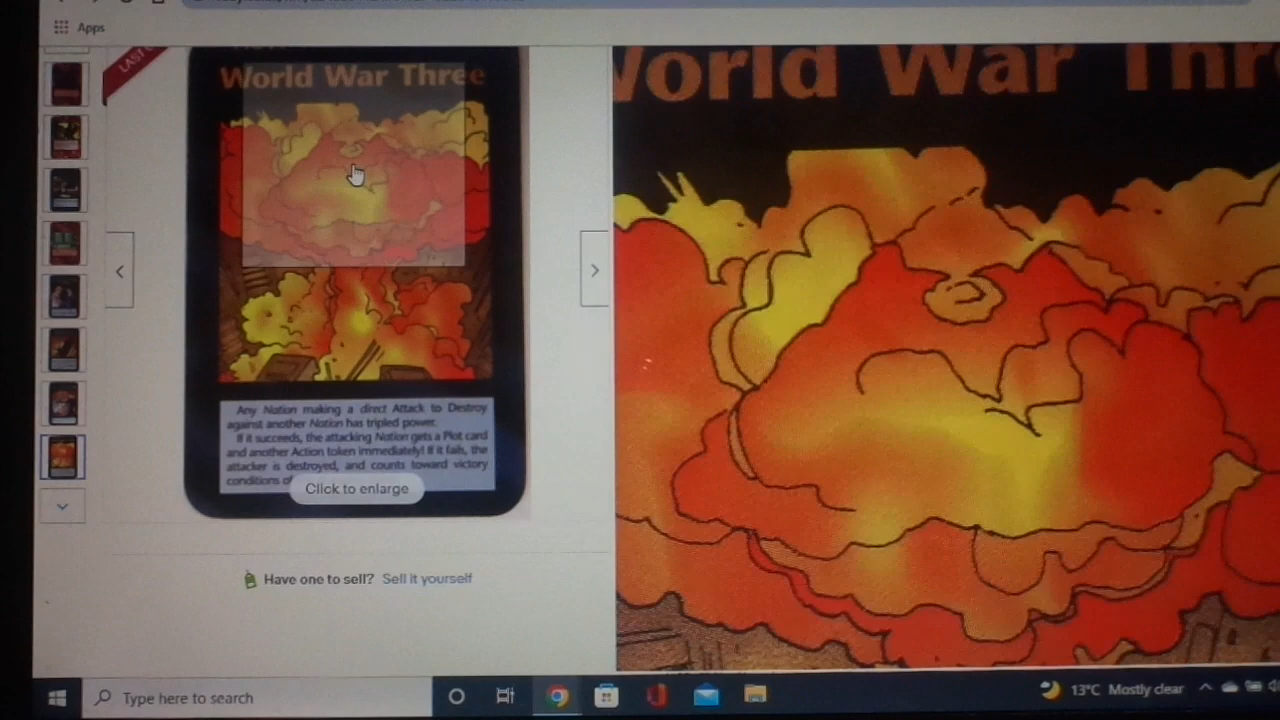 Apps
LAST
World War Three
World War Thr
Any Nation making a direct Attack to Destroy
against another Nation has tripled power.
If it succeeds, the attacking Nation gets a Plot card
and another Action token immediately! If it fails, the
attacker is destroyed, and counts toward victory
conditions of
Click to enlarge
Have one to sell? Sell it yourself
Type here to search
13°C Mostly clear